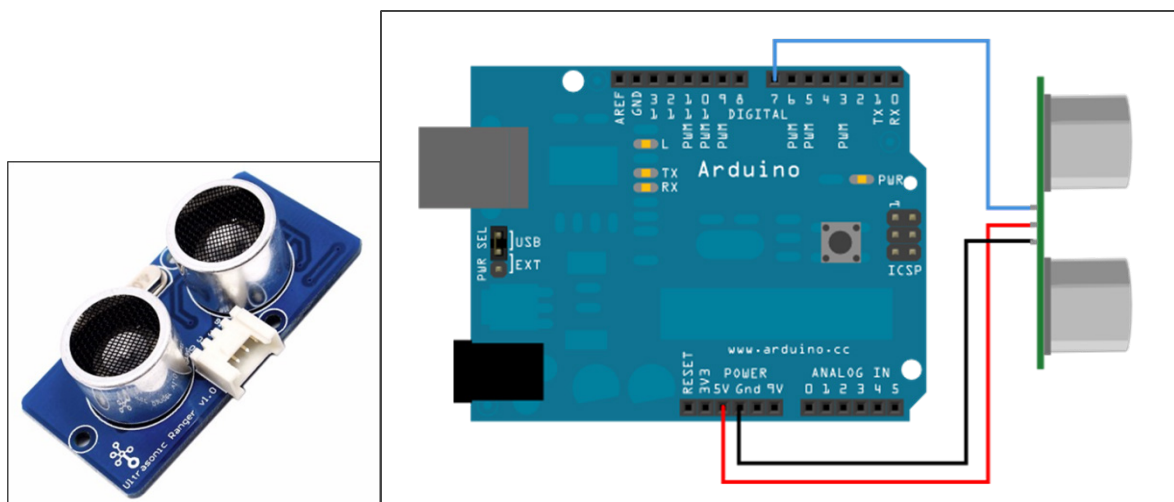 Ultrasonic Ranger v1.0
AREF
GND
13
12
11
10
9
8
7
6
5
4
3
2
1
0
PWM
PWM
PWM
PWM
PWM
PWM
TX
RX
DIGITAL
L
TX
RX
Arduino
PWR
1
ICSP
PWR SEL
USB
EXT
www.arduino.cc
RESET
3V3
5V
Gnd
9V
POWER
ANALOG IN
0 1 2 3 4 5